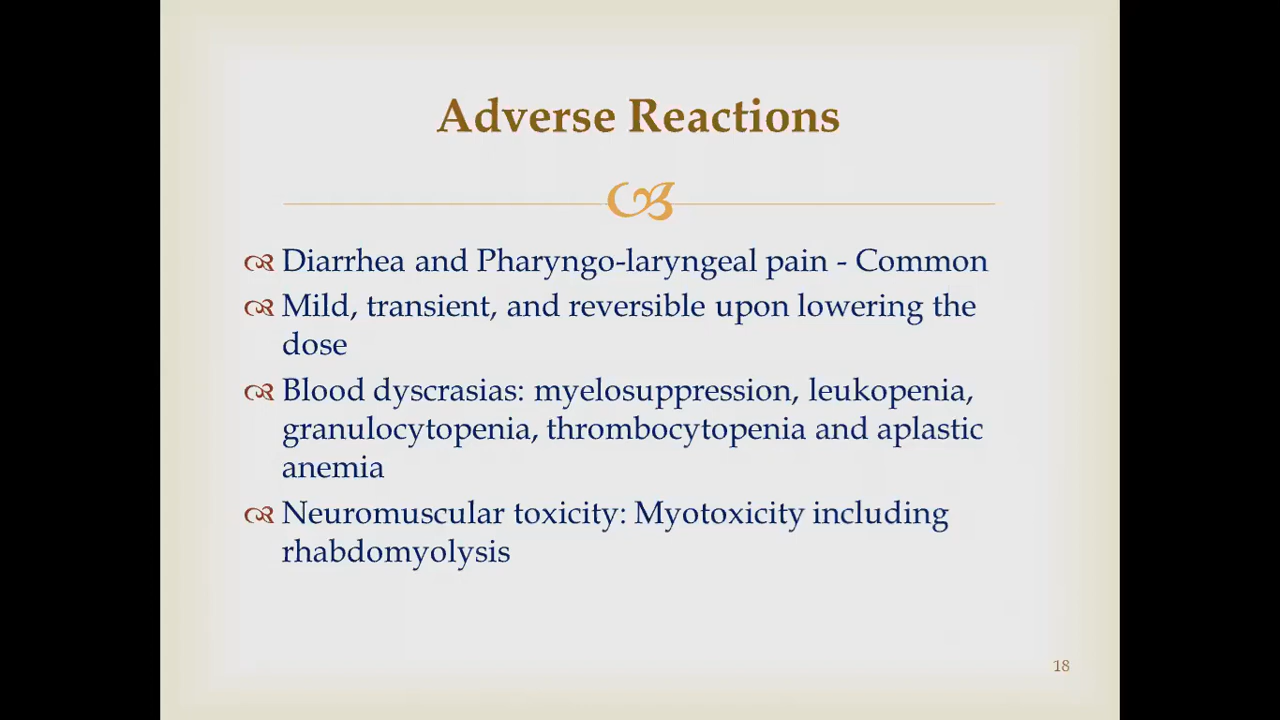 Adverse Reactions
Diarrhea and Pharyngo-laryngeal pain - Common
Mild, transient, and reversible upon lowering the
dose
Blood dyscrasias: myelosuppression, leukopenia,
granulocytopenia, thrombocytopenia and aplastic
anemia
Neuromuscular toxicity: Myotoxicity including
rhabdomyolysis
18